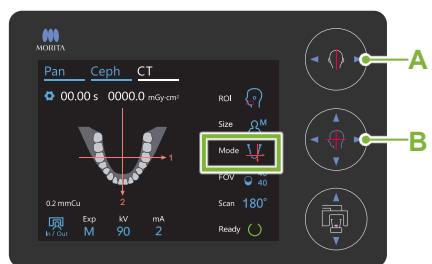 MORITA
Pan Ceph CT
00.00 s 0000.0 mGy·cm²
ROI
Size M
Mode
1
FOV 40
40
2
0.2 mmCu
Scan 180°
Exp kV mA
In / Out M 90 2
Ready
A
B